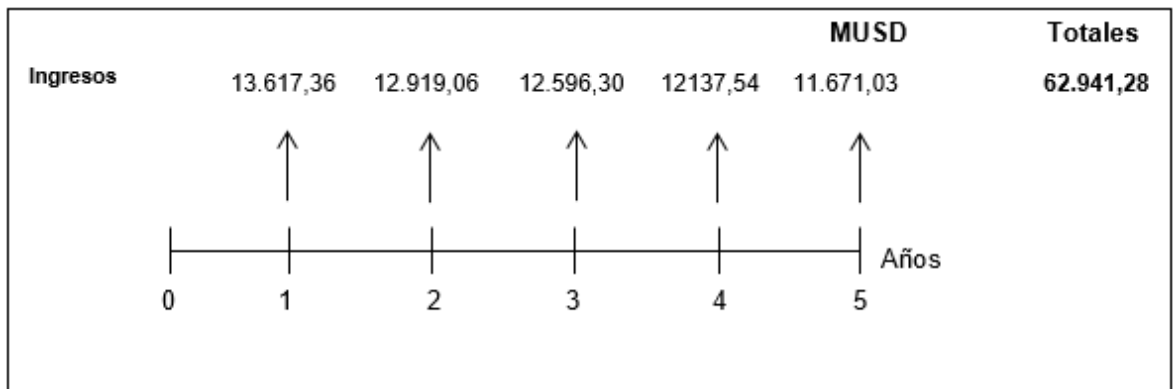 MUSD Totales
Ingresos 13.617,36 12.919,06 12.596,30 12137,54 11.671,03 62.941,28
Años
0 1 2 3 4 5